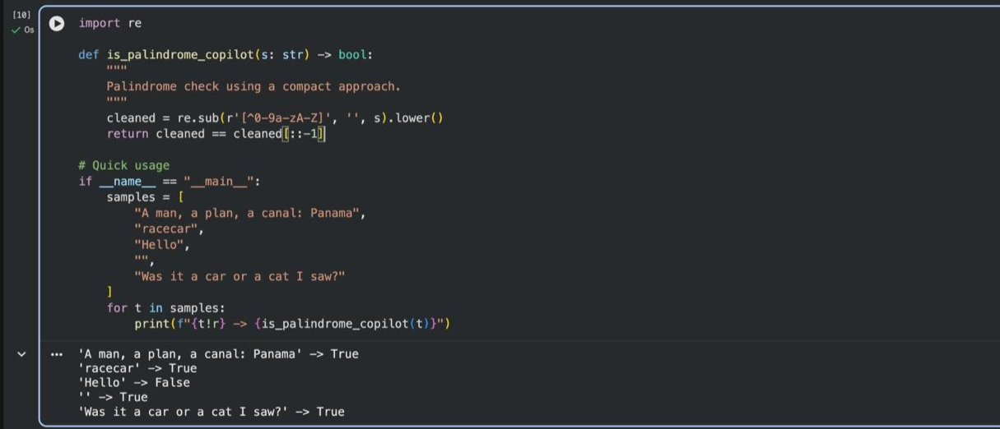 [10]
✓ 0s
import re
def is_palindrome_copilot(s: str) -> bool:
    """
    Palindrome check using a compact approach.
    """
    cleaned = re.sub(r'[^0-9a-zA-Z]', '', s).lower()
    return cleaned == cleaned[::-1]
# Quick usage
if __name__ == "__main__":
    samples = [
        "A man, a plan, a canal: Panama",
        "racecar",
        "Hello",
        "",
        "Was it a car or a cat I saw?"
    ]
    for t in samples:
        print(f"{t!r} -> {is_palindrome_copilot(t)}")
'A man, a plan, a canal: Panama' -> True
'racecar' -> True
'Hello' -> False
'' -> True
'Was it a car or a cat I saw?' -> True